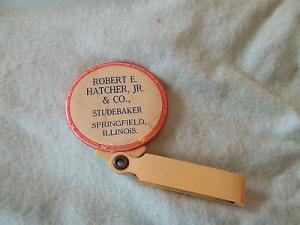 ROBERT E.
HATCHER, JR.
& CO.,
STUDEBAKER
SPRINGFIELD,
ILLINOIS.